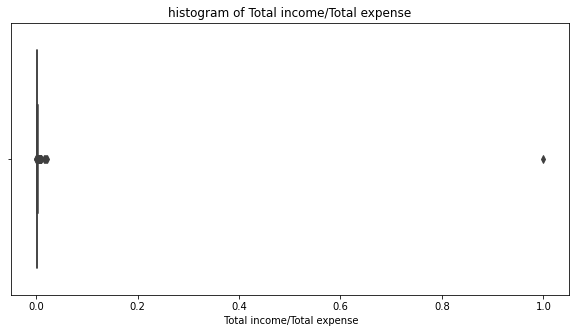 histogram of Total income/Total expense
0.0 0.2 0.4 0.6 0.8 1.0
Total income/Total expense